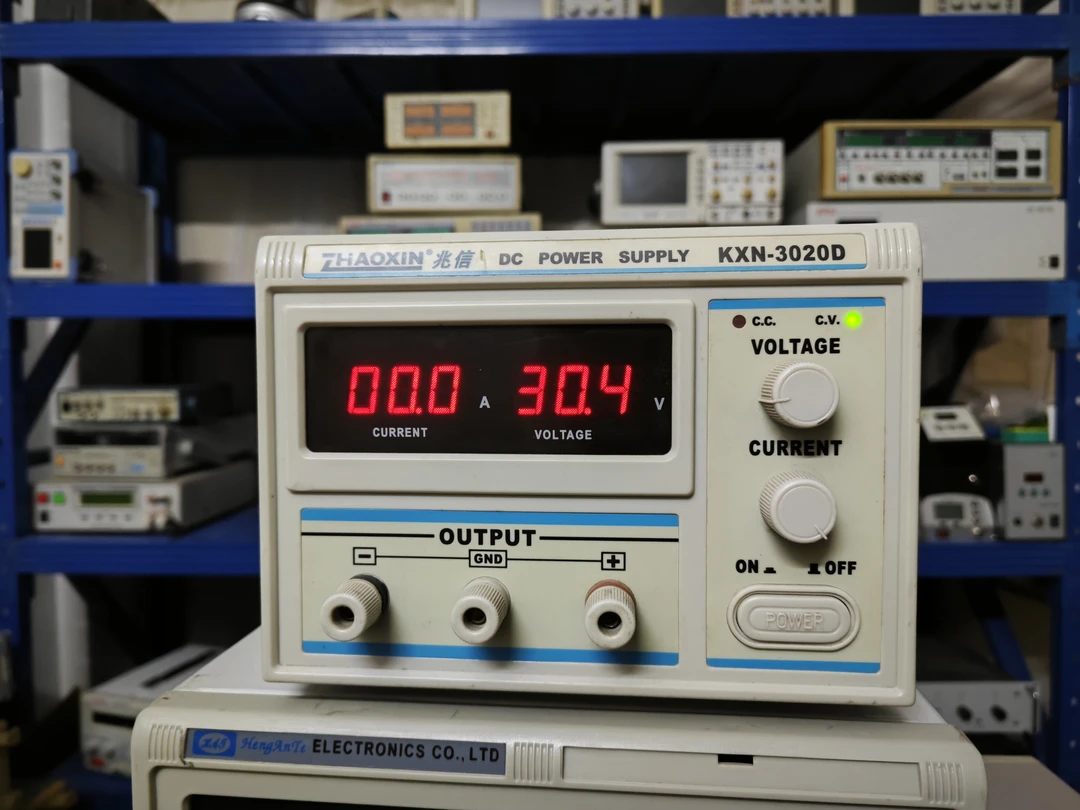 ZHAOXIN® 兆信 DC POWER SUPPLY KXN-3020D
C.C. C.V.
VOLTAGE
00.0 A 30.4 V
CURRENT VOLTAGE
CURRENT
OUTPUT
- GND +
ON OFF
POWER
HengAnTe ELECTRONICS CO., LTD